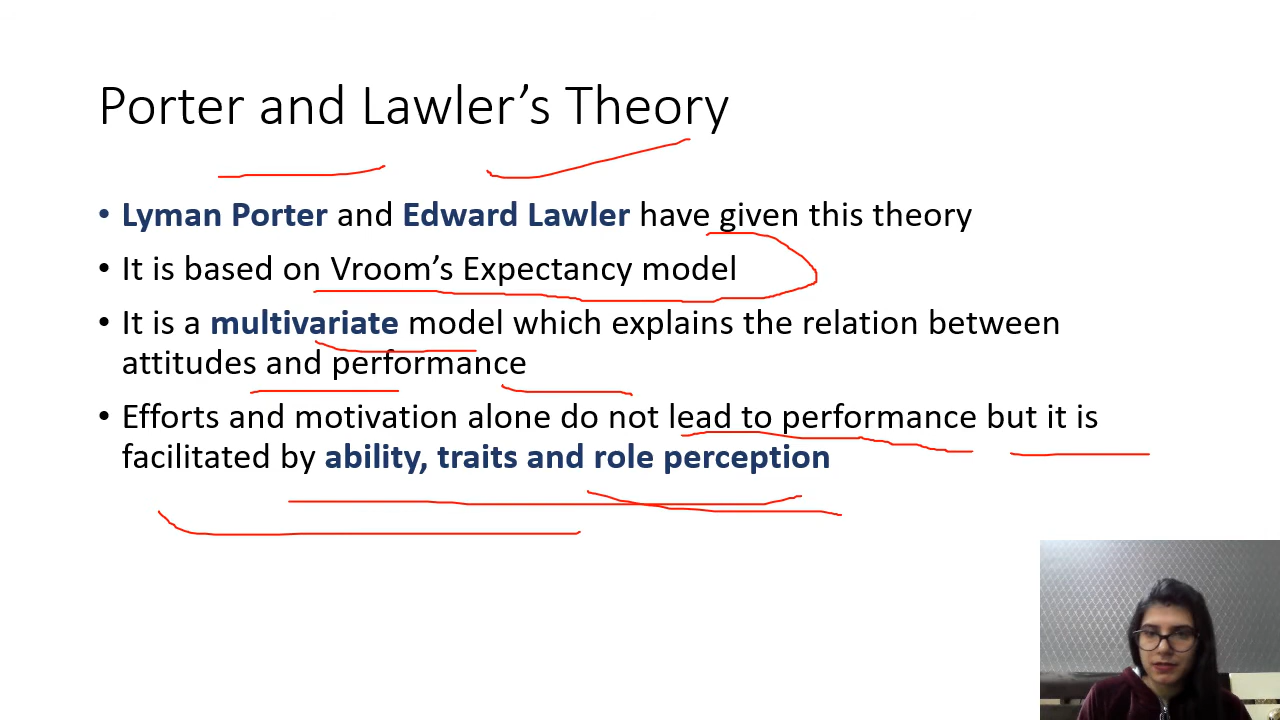 Porter and Lawler's Theory
• Lyman Porter and Edward Lawler have given this theory
• It is based on Vroom's Expectancy model
• It is a multivariate model which explains the relation between
attitudes and performance
• Efforts and motivation alone do not lead to performance but it is
facilitated by ability, traits and role perception